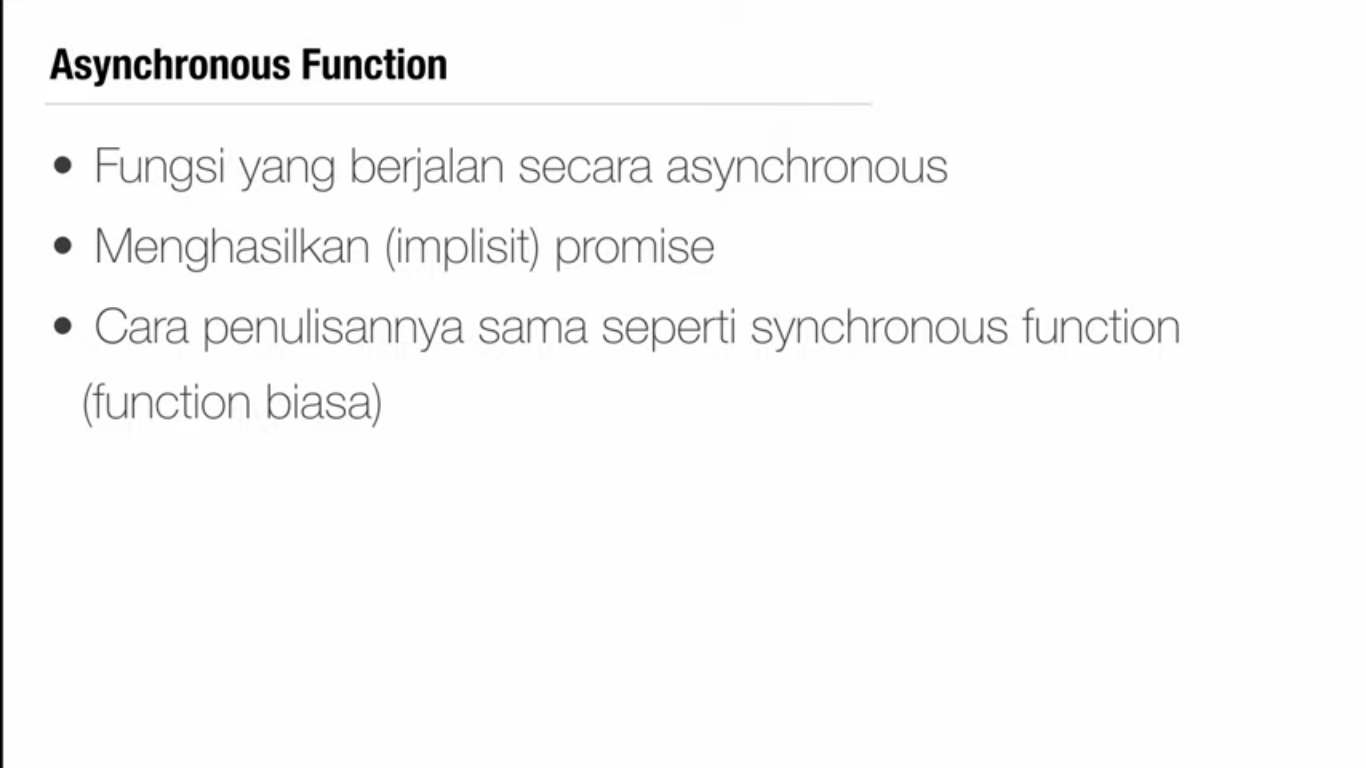 Asynchronous Function
• Fungsi yang berjalan secara asynchronous
• Menghasilkan (implisit) promise
• Cara penulisannya sama seperti synchronous function
(function biasa)